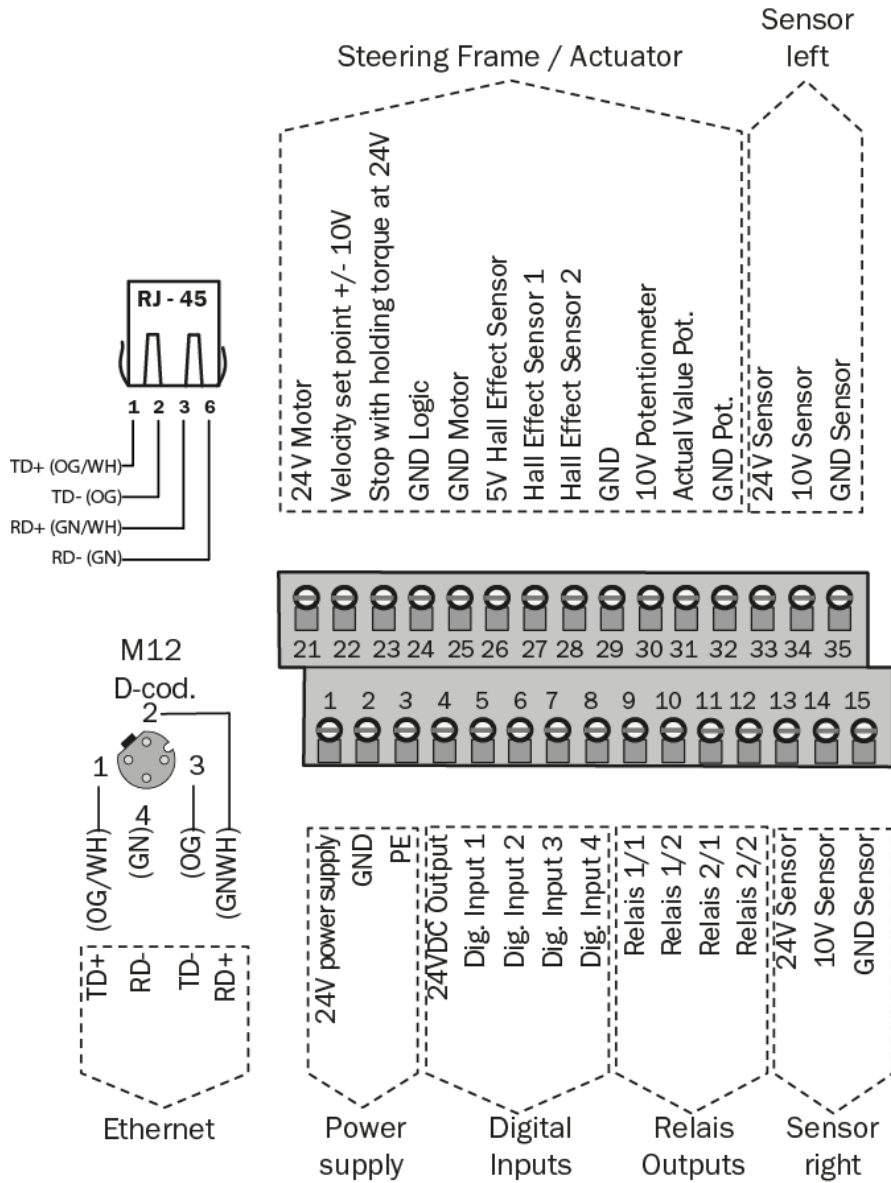 Sensor
left
Steering Frame / Actuator
24V Motor
Velocity set point +/- 10V
Stop with holding torque at 24V
GND Logic
GND Motor
5V Hall Effect Sensor
Hall Effect Sensor 1
Hall Effect Sensor 2
GND
10V Potentiometer
Actual Value Pot.
GND Pot.
24V Sensor
10V Sensor
GND Sensor
RJ - 45
1 2 3 6
TD+ (OG/WH)
TD- (OG)
RD+ (GN/WH)
RD- (GN)
21 22 23 24 25 26 27 28 29 30 31 32 33 34 35
1 2 3 4 5 6 7 8 9 10 11 12 13 14 15
M12
D-cod.
2
1 3
4
(OG/WH)
(GN)
(OG)
(GNWH)
TD+
RD-
TD-
RD+
Ethernet
24V power supply
GND
PE
24VDC Output
Dig. Input 1
Dig. Input 2
Dig. Input 3
Dig. Input 4
Relais 1/1
Relais 1/2
Relais 2/1
Relais 2/2
24V Sensor
10V Sensor
GND Sensor
Power
supply
Digital
Inputs
Relais
Outputs
Sensor
right